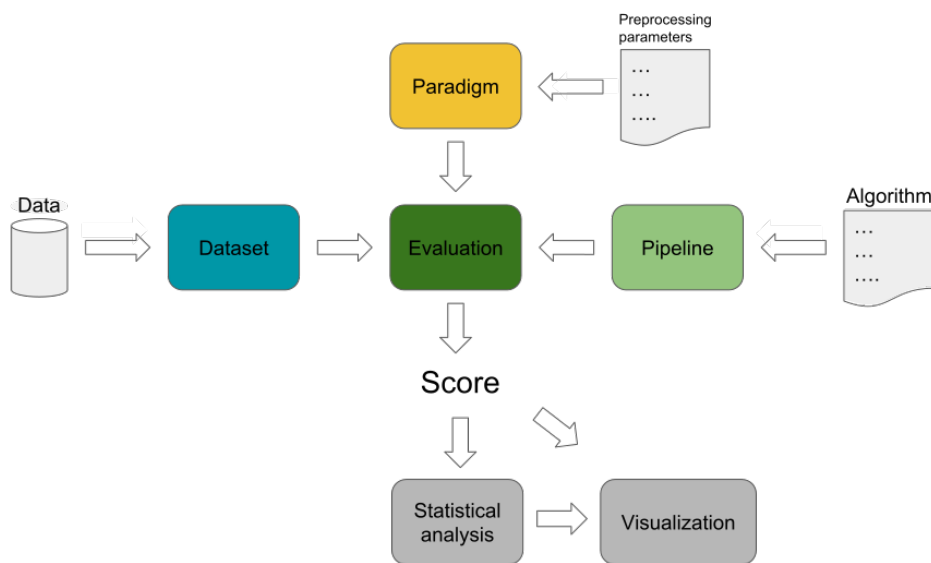 Preprocessing
parameters
...
...
....
Paradigm
Data
Algorithm
...
...
....
Dataset
Evaluation
Pipeline
Score
Statistical
analysis
Visualization